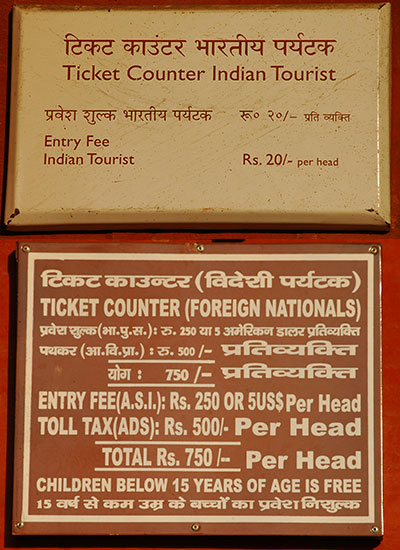 टिकट काउंटर भारतीय पर्यटक
Ticket Counter Indian Tourist
प्रवेश शुल्क भारतीय पर्यटक रू० २०/- प्रति व्यक्ति
Entry Fee
Indian Tourist Rs. 20/- per head
टिकट काउन्टर (विदेशी पर्यटक)
TICKET COUNTER (FOREIGN NATIONALS)
प्रवेश शुल्क (भा.पु.स.): रु. 250 या 5 अमेरिकन डालर प्रतिव्यक्ति
पथकर (आ.वि.प्रा.) : रु. 500 /- प्रतिव्यक्ति
योग : 750 /- प्रतिव्यक्ति
ENTRY FEE(A.S.I.): Rs. 250 OR 5US$ Per Head
TOLL TAX(ADS): Rs. 500/- Per Head
TOTAL Rs. 750 /- Per Head
CHILDREN BELOW 15 YEARS OF AGE IS FREE
15 वर्ष से कम उम्र के बच्चों का प्रवेश निशुल्क